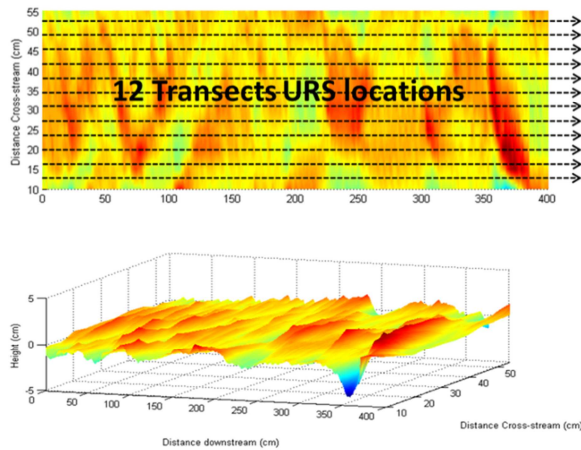 55
50
45
40
35
30
25
20
15
10
Distance Cross-stream (cm)
12 Transects URS locations
0 50 100 150 200 250 300 350 400
5
0
-5
Height (cm)
0 50 100 150 200 250 300 350 400
Distance downstream (cm)
10 20 30 40 50
Distance Cross-stream (cm)